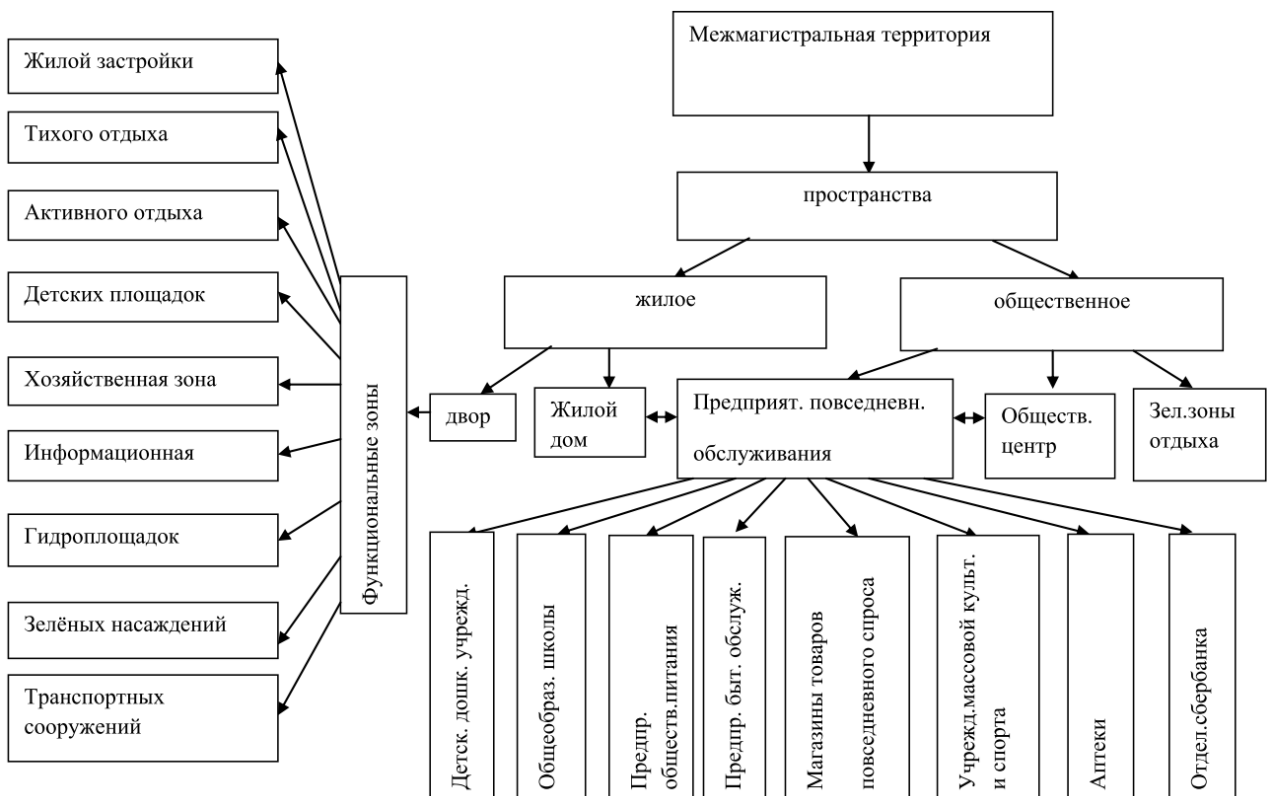 Межмагистральная территория
пространства
жилое
общественное
двор
Жилой
дом
Предприят. повседневн.
обслуживания
Обществ.
центр
Зел.зоны
отдыха
Функциональные зоны
Жилой застройки
Тихого отдыха
Активного отдыха
Детских площадок
Хозяйственная зона
Информационная
Гидроплощадок
Зелёных насаждений
Транспортных
сооружений
Детск. дошк. учрежд.
Общеобраз. школы
Предпр.
обществ.питания
Предпр. быт. обслуж.
Магазины товаров
повседневного спроса
Учрежд.массовой культ.
и спорта
Аптеки
Отдел.сбербанка